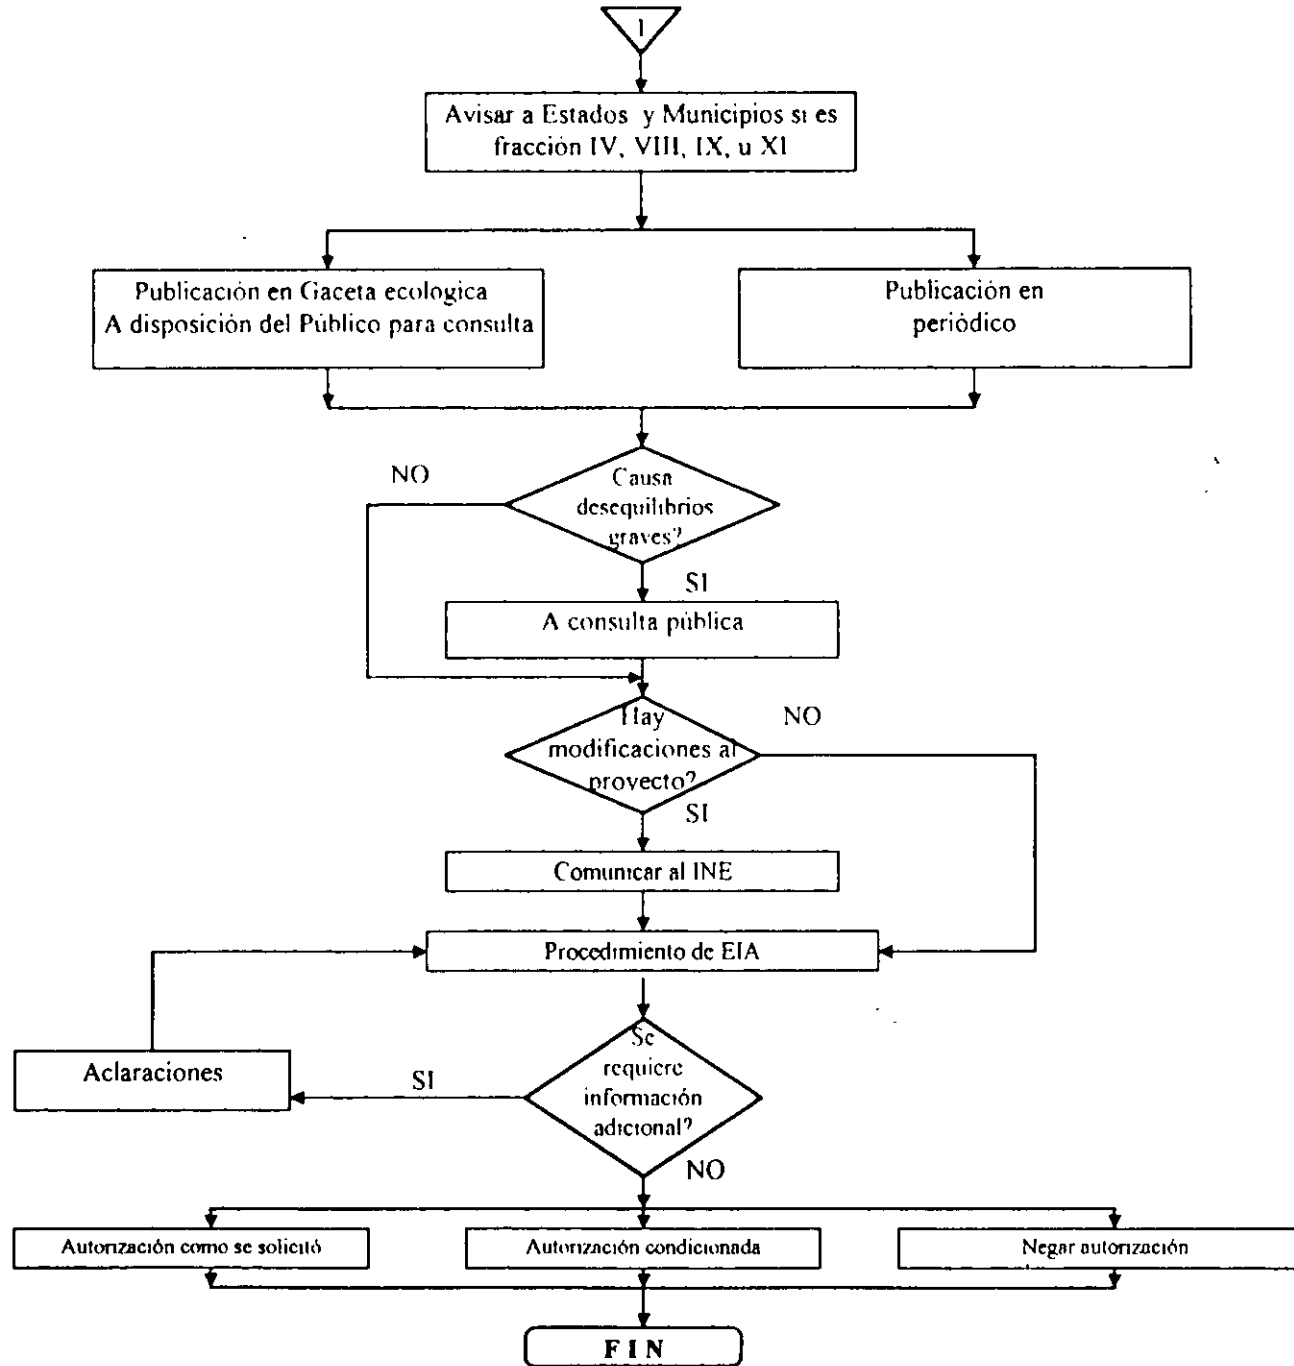 1
Avisar a Estados y Municipios si es
fracción IV, VIII, IX, u XI
Publicación en Gaceta ecologica
A disposición del Público para consulta
Publicación en
periódico
NO
Causa
desequilibrios
graves?
SI
A consulta pública
Hay
modificaciones al
proyecto?
NO
SI
Comunicar al INE
Procedimiento de EIA
Aclaraciones
SI
Se
requiere
información
adicional?
NO
Autorización como se solicitó
Autorización condicionada
Negar autorización
FIN